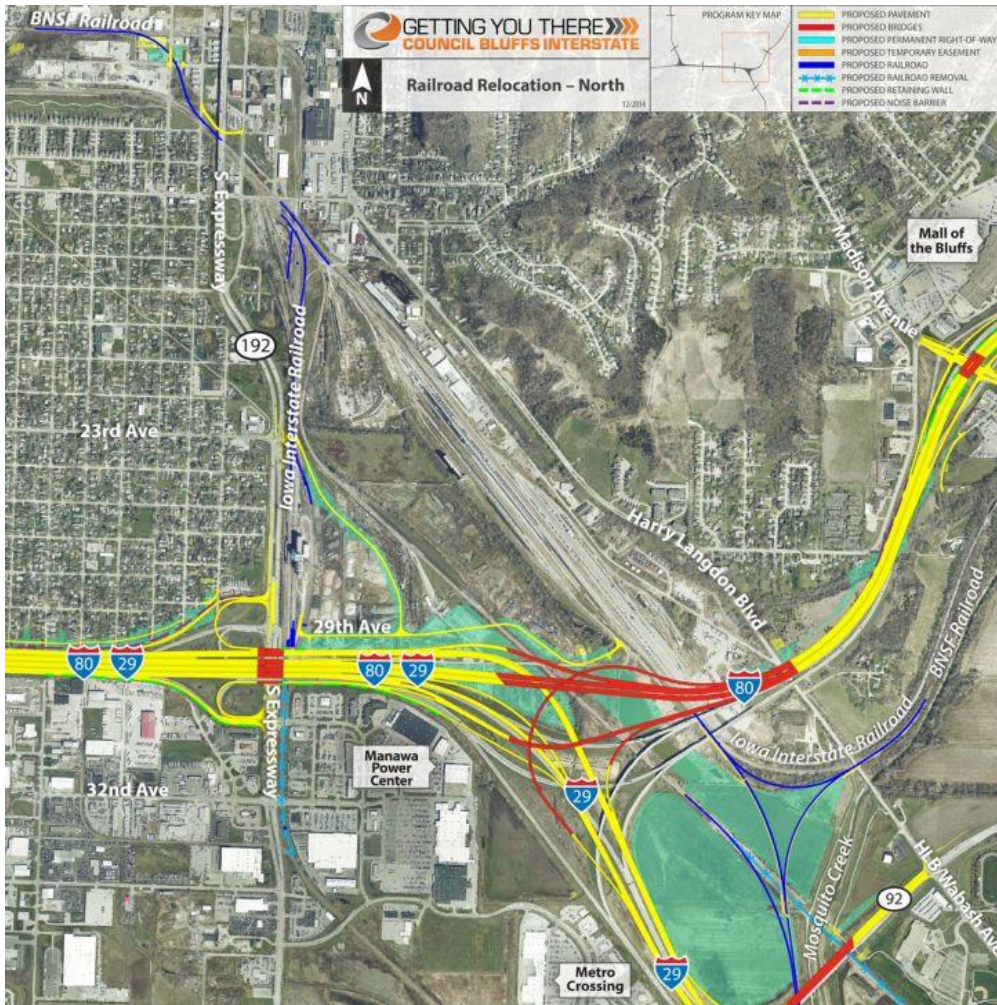 GETTING YOU THERE
COUNCIL BLUFFS INTERSTATE
N
Railroad Relocation – North
12/2014
PROGRAM KEY MAP
PROPOSED PAVEMENT
PROPOSED BRIDGES
PROPOSED PERMANENT RIGHT-OF-WAY
PROPOSED TEMPORARY EASEMENT
PROPOSED RAILROAD
PROPOSED RAILROAD REMOVAL
PROPOSED RETAINING WALL
PROPOSED NOISE BARRIER
BNSF Railroad
S Expressway
Madison Avenue
Mall of
the Bluffs
192
Iowa Interstate Railroad
23rd Ave
Harry Langdon Blvd
29th Ave
80
29
80
29
80
BNSF Railroad
Iowa Interstate Railroad
S Expressway
Manawa
Power
Center
32nd Ave
29
Mosquito Creek
HLB/Wabash Ave
92
Metro
Crossing
29